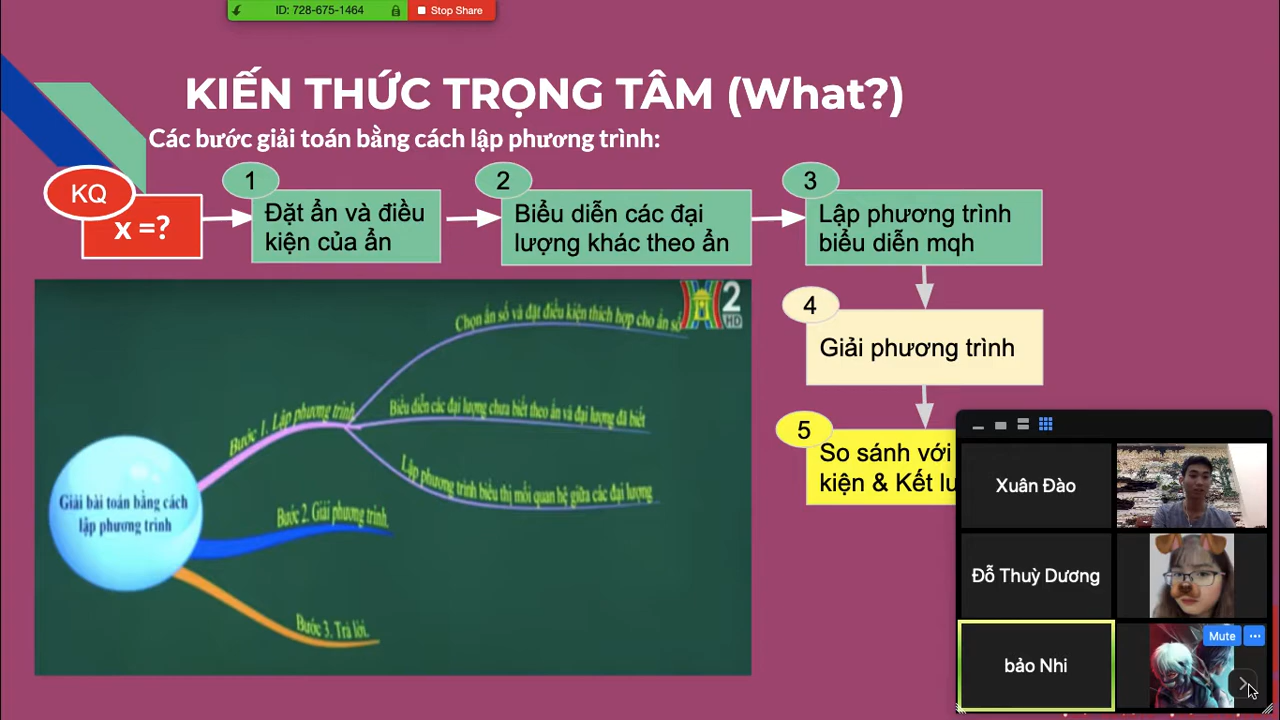 ID: 728-675-1464
Stop Share
KIẾN THỨC TRỌNG TÂM (What?)
Các bước giải toán bằng cách lập phương trình:
KQ
x =?
1
Đặt ẩn và điều
kiện của ẩn
2
Biểu diễn các đại
lượng khác theo ẩn
3
Lập phương trình
biểu diễn mqh
4
Giải phương trình
5
So sánh với
kiện & Kết lu
2
HD
Chọn ẩn số và đặt điều kiện thích hợp cho ẩn số
Bước 1. Lập phương trình
Biểu diễn các đại lượng chưa biết theo ẩn và đại lượng đã biết
Lập phương trình biểu thị mối quan hệ giữa các đại lượng
Giải bài toán bằng cách
lập phương trình
Bước 2. Giải phương trình.
Bước 3. Trả lời.
Xuân Đào
Đỗ Thuỳ Dương
bảo Nhi
Mute